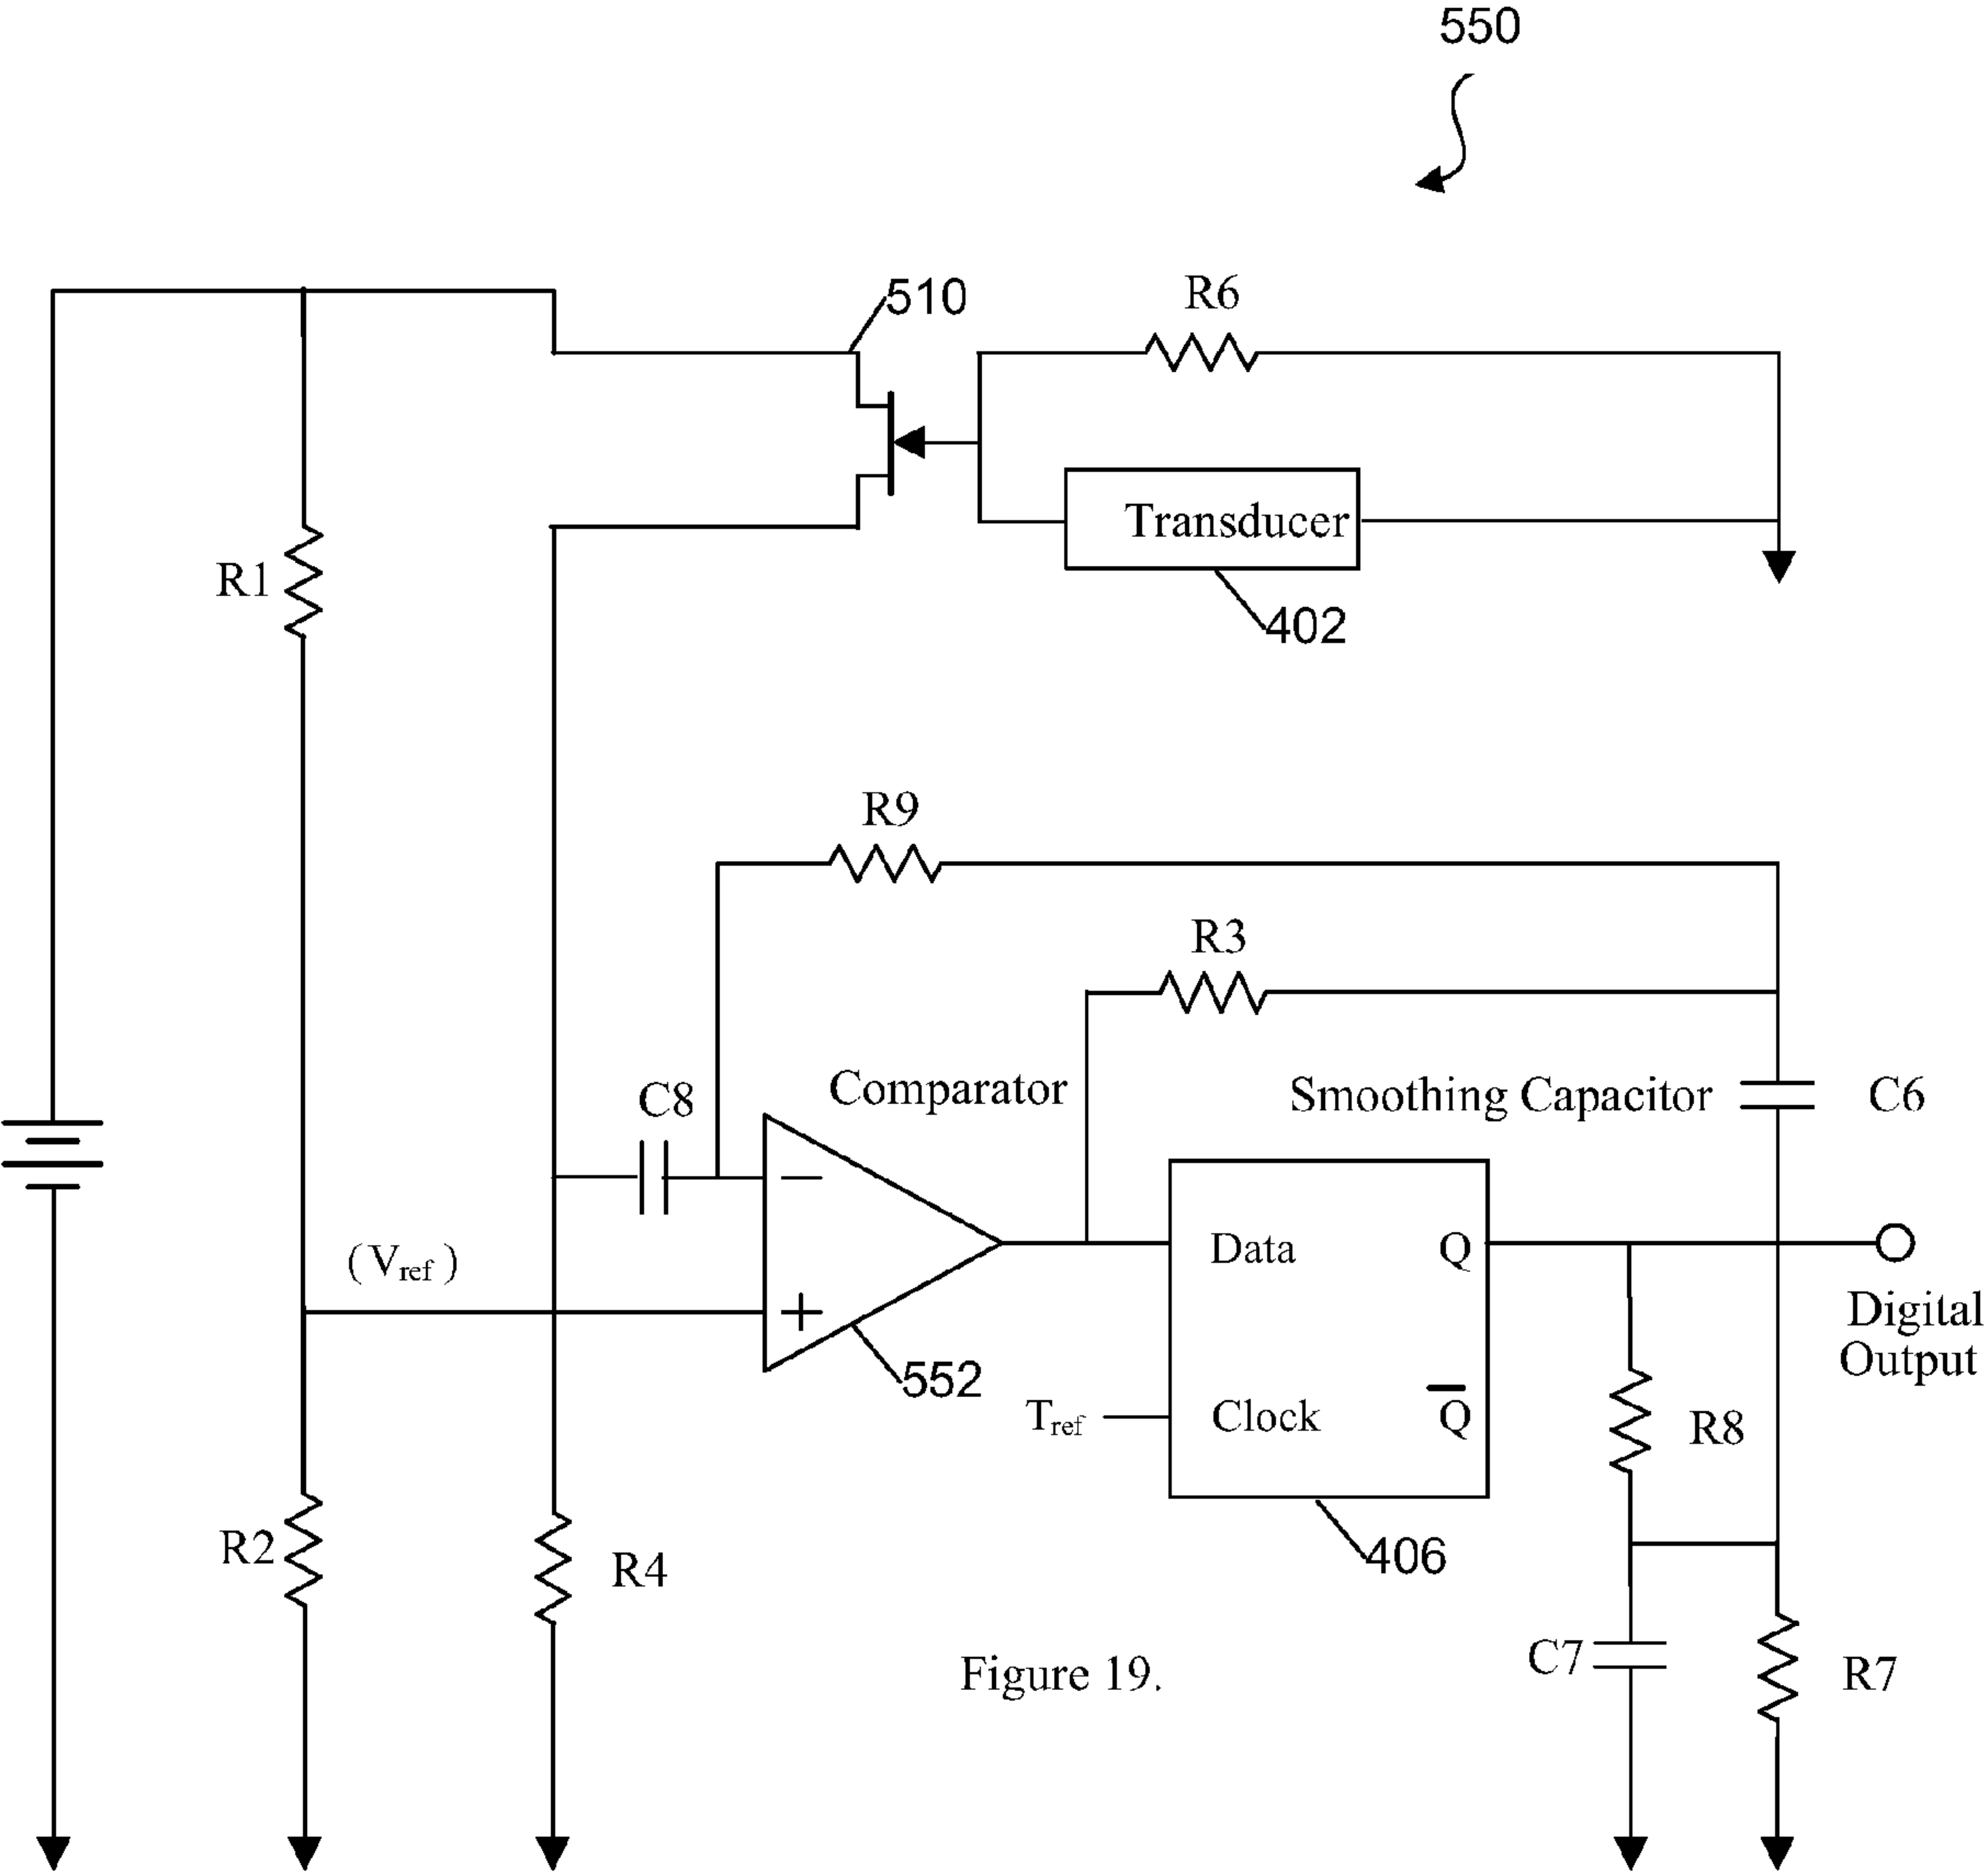 550
510
R6
Transducer
R1
402
R9
R3
C8
Comparator
Smoothing Capacitor
C6
−
(Vref)
Data
Q
+
Digital
Output
552
Tref
Clock
Q̅
R8
R2
R4
406
C7
R7
Figure 19.